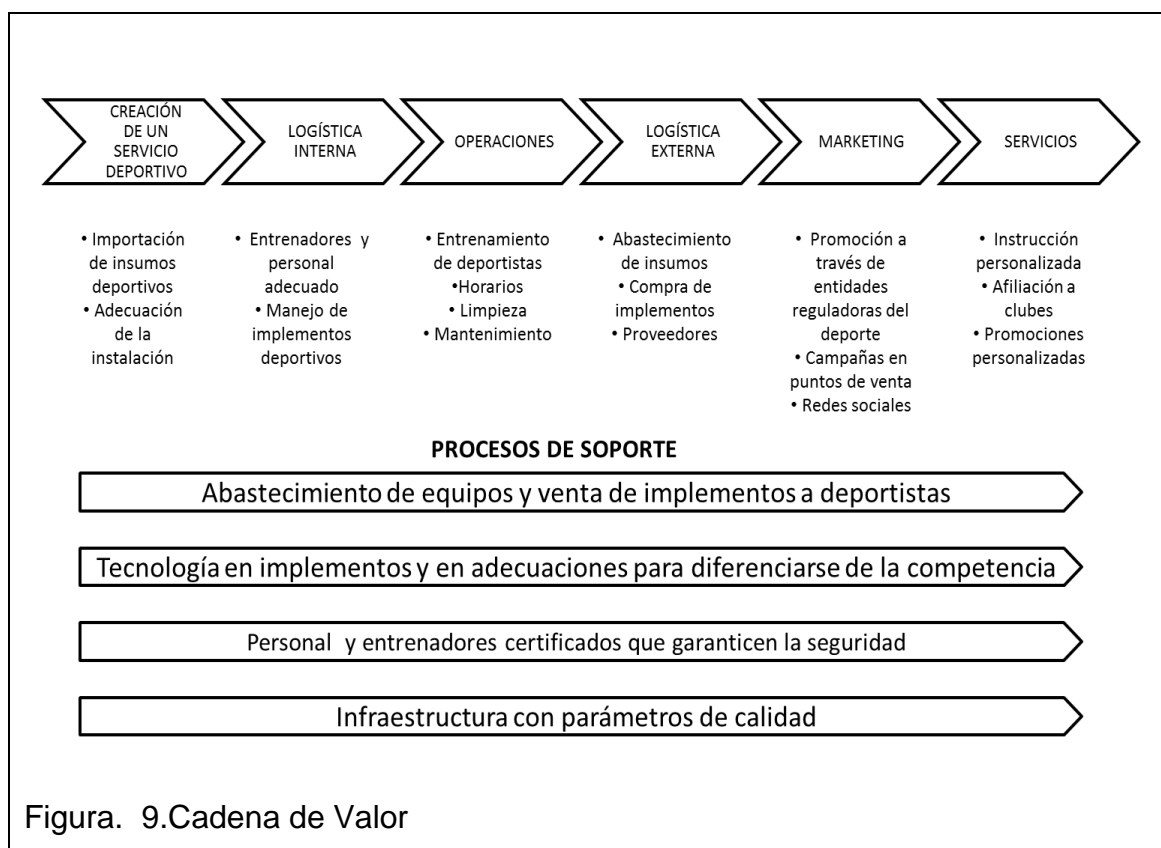 CREACIÓN
DE UN
SERVICIO
DEPORTIVO
LOGÍSTICA
INTERNA
OPERACIONES
LOGÍSTICA
EXTERNA
MARKETING
SERVICIOS
• Importación
de insumos
deportivos
• Adecuación
de la
instalación
• Entrenadores y
personal
adecuado
• Manejo de
implementos
deportivos
• Entrenamiento
de deportistas
•Horarios
• Limpieza
• Mantenimiento
• Abastecimiento
de insumos
• Compra de
implementos
• Proveedores
• Promoción a
través de
entidades
reguladoras del
deporte
• Campañas en
puntos de venta
• Redes sociales
• Instrucción
personalizada
• Afiliación a
clubes
• Promociones
personalizadas
PROCESOS DE SOPORTE
Abastecimiento de equipos y venta de implementos a deportistas
Tecnología en implementos y en adecuaciones para diferenciarse de la competencia
Personal y entrenadores certificados que garanticen la seguridad
Infraestructura con parámetros de calidad
Figura. 9.Cadena de Valor